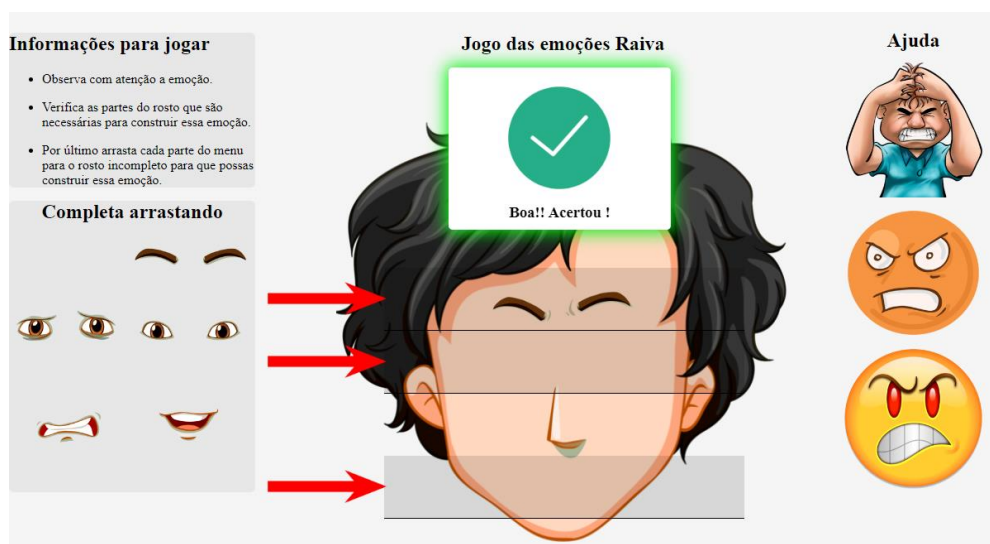 Informações para jogar
Observa com atenção a emoção.
Verifica as partes do rosto que são
necessárias para construir essa emoção.
Por último arrasta cada parte do menu
para o rosto incompleto para que possas
construir essa emoção.
Completa arrastando
Jogo das emoções Raiva
Boa!! Acertou !
Ajuda